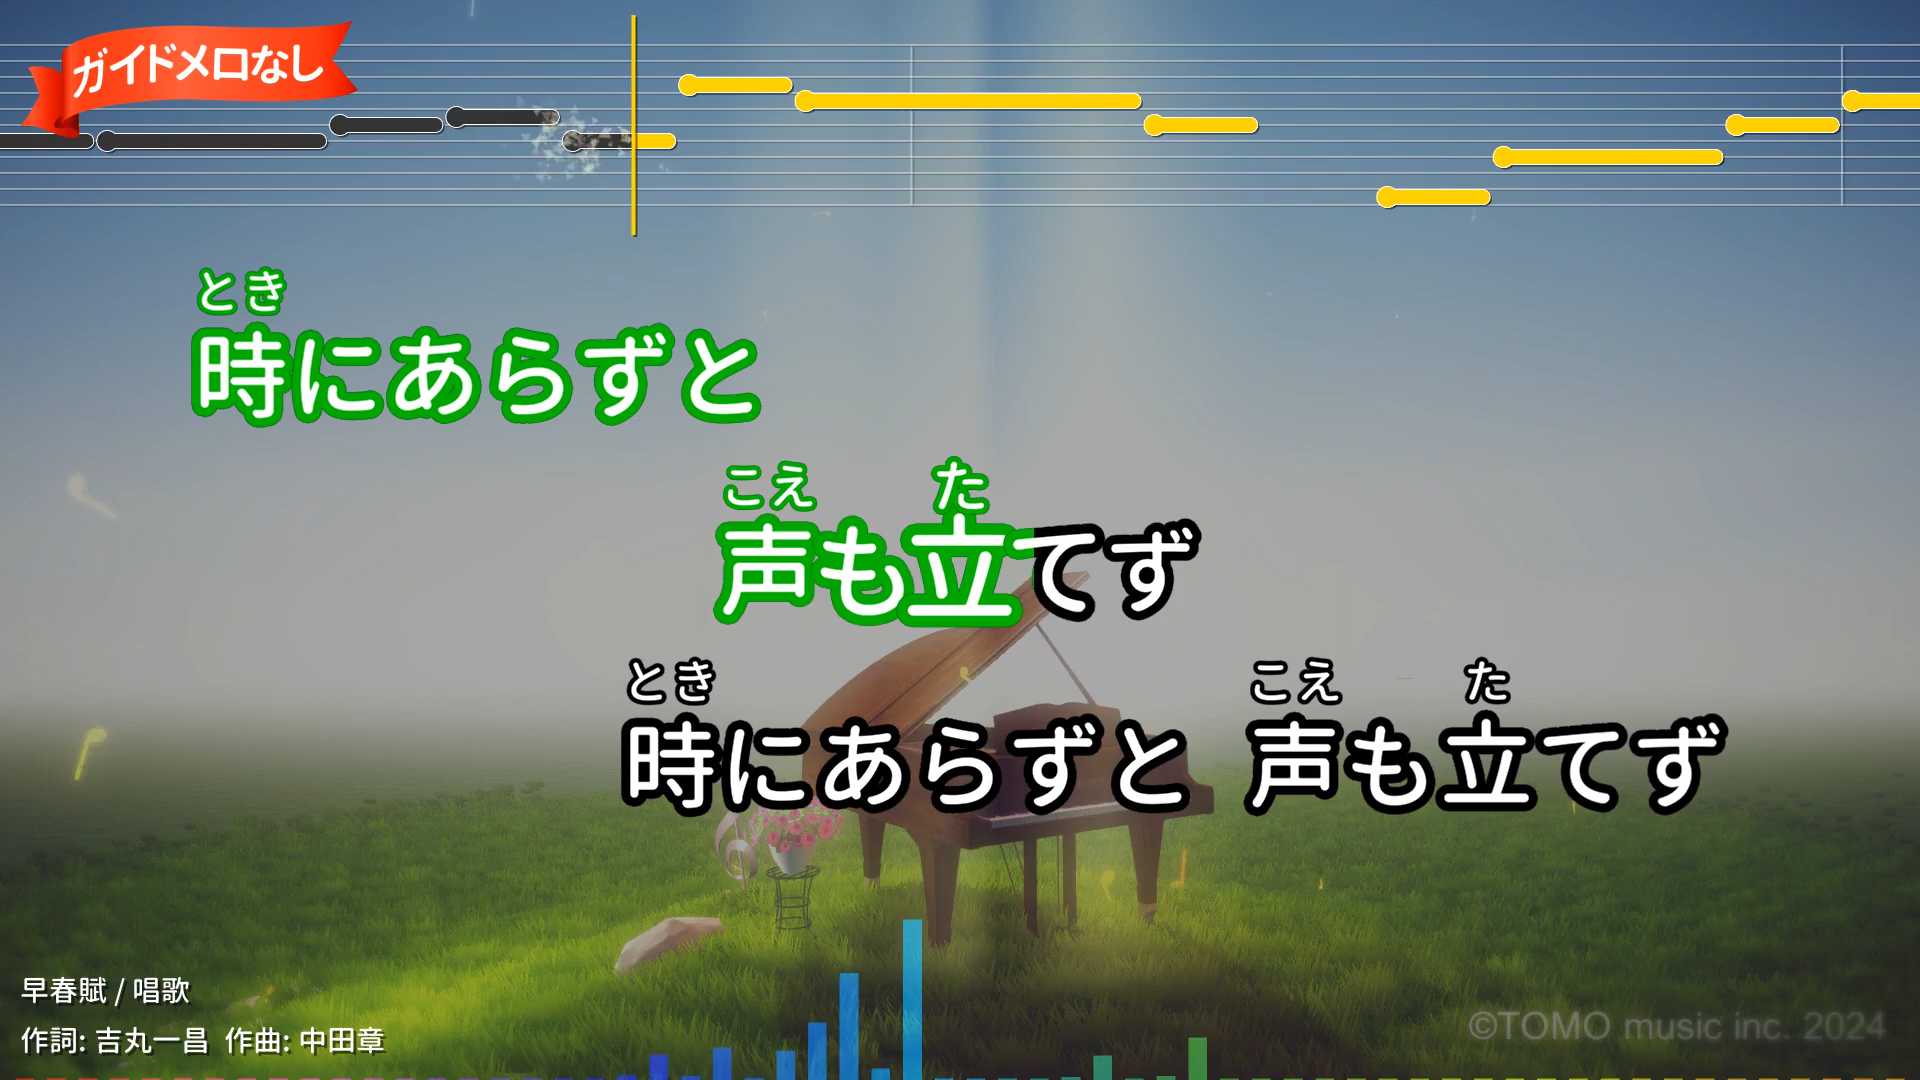 ガイドメロなし
とき
時にあらずと
こえ た
声も立てず
とき こえ た
時にあらずと 声も立てず
早春賦 / 唱歌
作詞: 吉丸一昌 作曲: 中田章
©TOMO music inc. 2024